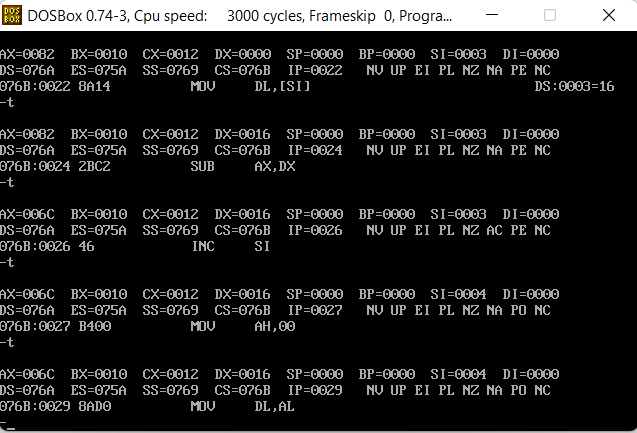 DOS BOX DOSBox 0.74-3, Cpu speed: 3000 cycles, Frameskip 0, Progra...
AX=0082 BX=0010 CX=0012 DX=0000 SP=0000 BP=0000 SI=0003 DI=0000
DS=076A ES=075A SS=0769 CS=076B IP=0022 NV UP EI PL NZ NA PE NC
076B:0022 8A14 MOV DL,[SI] DS:0003=16
-t
AX=0082 BX=0010 CX=0012 DX=0016 SP=0000 BP=0000 SI=0003 DI=0000
DS=076A ES=075A SS=0769 CS=076B IP=0024 NV UP EI PL NZ NA PE NC
076B:0024 2BC2 SUB AX,DX
-t
AX=006C BX=0010 CX=0012 DX=0016 SP=0000 BP=0000 SI=0003 DI=0000
DS=076A ES=075A SS=0769 CS=076B IP=0026 NV UP EI PL NZ AC PE NC
076B:0026 46 INC SI
-t
AX=006C BX=0010 CX=0012 DX=0016 SP=0000 BP=0000 SI=0004 DI=0000
DS=076A ES=075A SS=0769 CS=076B IP=0027 NV UP EI PL NZ NA PO NC
076B:0027 B400 MOV AH,00
-t
AX=006C BX=0010 CX=0012 DX=0016 SP=0000 BP=0000 SI=0004 DI=0000
DS=076A ES=075A SS=0769 CS=076B IP=0029 NV UP EI PL NZ NA PO NC
076B:0029 8AD0 MOV DL,AL
-_